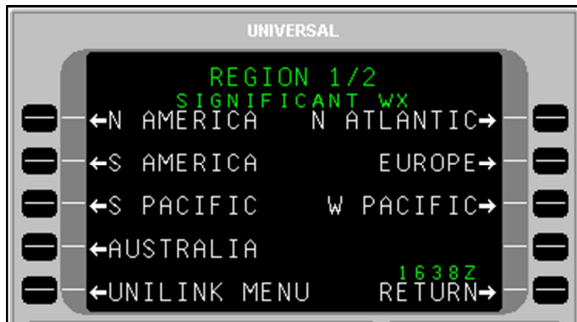 UNIVERSAL
REGION 1/2
SIGNIFICANT WX
←N AMERICA N ATLANTIC→
←S AMERICA EUROPE→
←S PACIFIC W PACIFIC→
←AUSTRALIA
1638Z
←UNILINK MENU RETURN→